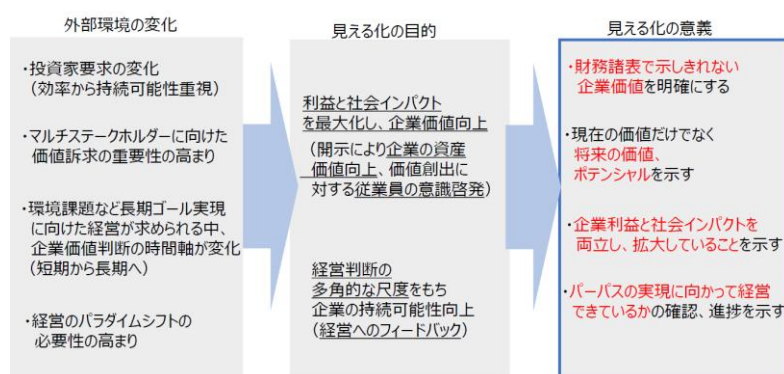 外部環境の変化
・投資家要求の変化
(効率から持続可能性重視)
・マルチステークホルダーに向けた
価値訴求の重要性の高まり
・環境課題など長期ゴール実現
に向けた経営が求められる中、
企業価値判断の時間軸が変化
(短期から長期へ)
・経営のパラダイムシフトの
必要性の高まり
見える化の目的
利益と社会インパクト
を最大化し、企業価値向上
(開示により企業の資産
価値向上、価値創出に
対する従業員の意識啓発)
経営判断の
多角的な尺度をもち
企業の持続可能性向上
(経営へのフィードバック)
見える化の意義
・財務諸表で示しきれない
企業価値を明確にする
・現在の価値だけでなく
将来の価値、
ポテンシャルを示す
・企業利益と社会インパクトを
両立し、拡大していることを示す
・パーパスの実現に向かって経営
できているかの確認、進捗を示す